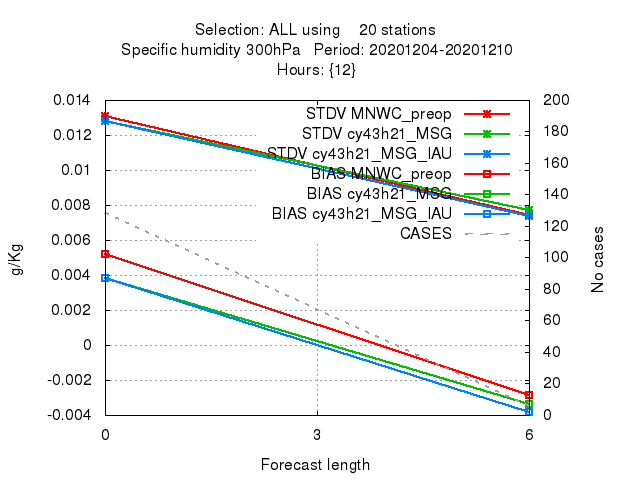 Selection: ALL using    20 stations
Specific humidity 300hPa   Period: 20201204-20201210
Hours: {12}
0.014
0.012
0.01
0.008
0.006
0.004
0.002
0
-0.002
-0.004
g/Kg
STDV MNWC_preop
STDV cy43h21_MSG
STDV cy43h21_MSG_IAU
BIAS MNWC_preop
BIAS cy43h21_MSG
BIAS cy43h21_MSG_IAU
CASES
200
180
160
140
120
100
80
60
40
20
0
No cases
0 3 6
Forecast length